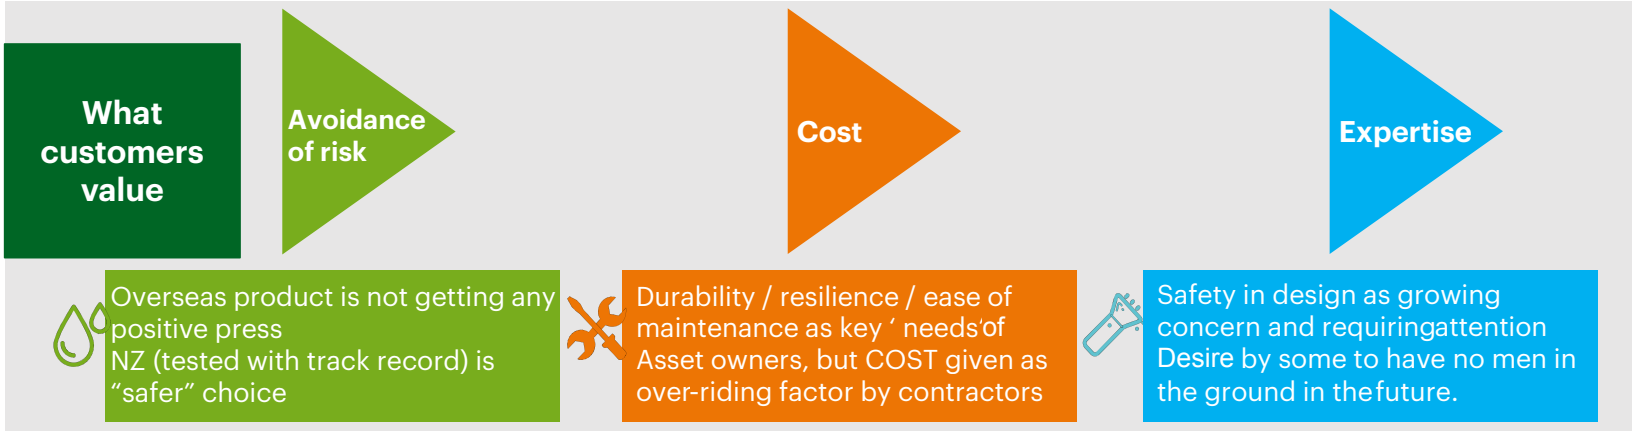 What
customers
value
Avoidance
of risk
Cost
Expertise
Overseas product is not getting any
positive press
NZ (tested with track record) is
“safer” choice
Durability / resilience / ease of
maintenance as key ‘ needs‘of
Asset owners, but COST given as
over-riding factor by contractors
Safety in design as growing
concern and requiringattention
Desire by some to have no men in
the ground in thefuture.